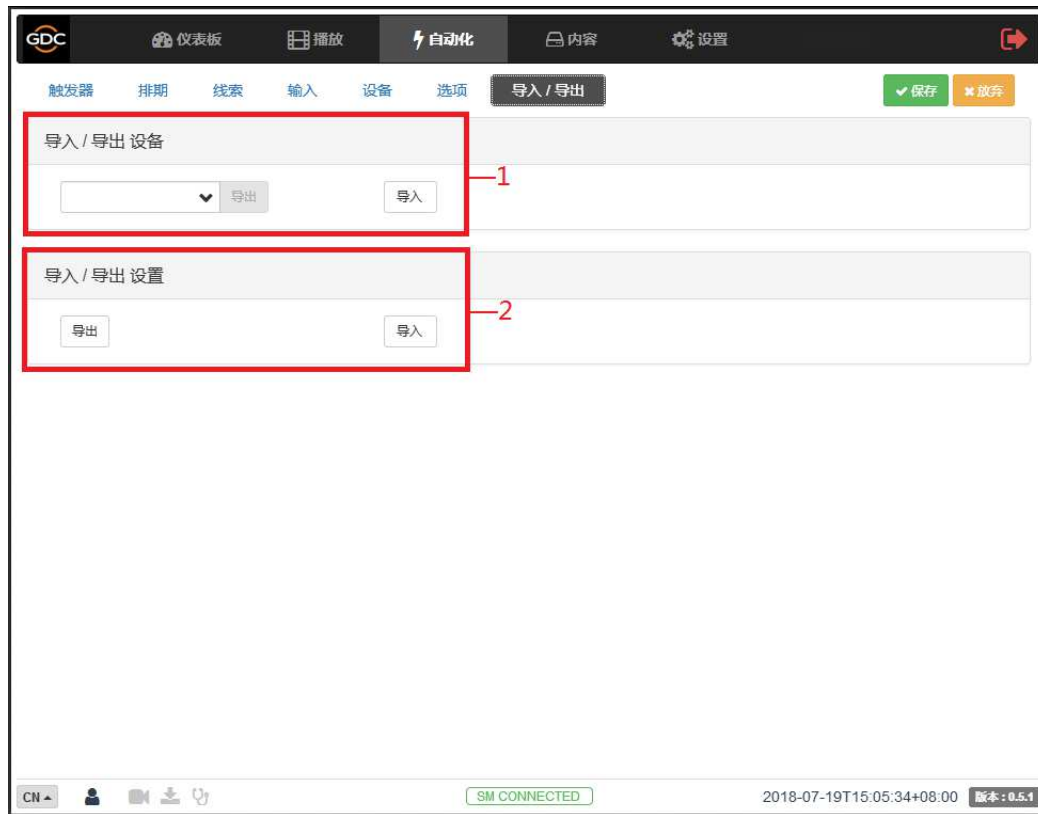 GDC 仪表板 播放 自动化 内容 设置
触发器 排期 线索 输入 设备 选项 导入 / 导出 保存 放弃
导入 / 导出 设备
导出 导入
1
导入 / 导出 设置
导出 导入
2
CN SM CONNECTED 2018-07-19T15:05:34+08:00 版本 : 0.5.1